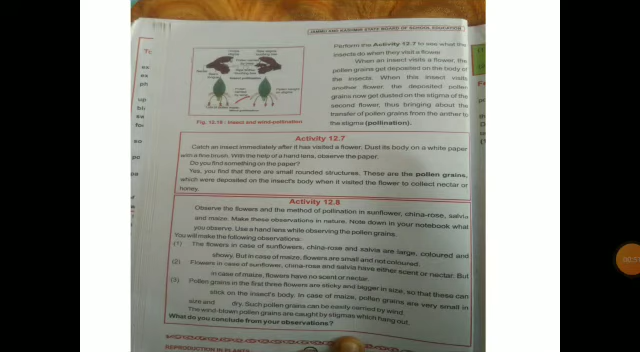 JAMMU AND KASHMIR STATE BOARD OF SCHOOL EDUCATION
Perform the Activity 12.7 to see what the
insects do when they visit a flower.
When an insect visits a flower, the
pollen grains get deposited on the body of
the insects. When this insect visits
another flower, the deposited pollen
grains now get dusted on the stigma of the
second flower, thus bringing about the
transfer of pollen grains from the anther to
the stigma (pollination).
Insect and wind-pollination
Activity 12.7
Catch an insect immediately after it has visited a flower. Dust its body on a white paper
with a fine brush. With the help of a hand lens, observe the paper.
Do you find something on the paper?
Yes, you find that there are small rounded structures. These are the pollen grains,
which were deposited on the insect's body when it visited the flower to collect nectar or
honey.
Activity 12.8
Observe the flowers and the method of pollination in sunflower, china-rose, salvia
and maize. Make these observations in nature. Note down in your notebook what
you observe. Use a hand lens while observing the pollen grains.
You will make the following observations:
(1) The flowers in case of sunflowers, china-rose and salvia are large, coloured and
showy. But in case of maize, flowers are small and not coloured.
(2) Flowers in case of sunflower, china-rose and salvia have either scent or nectar. But
in case of maize, flowers have no scent or nectar.
(3) Pollen grains in the first three flowers are sticky and bigger in size, so that these can
stick on the insect's body. In case of maize, pollen grains are very small in
size and dry. Such pollen grains can be easily carried by wind.
The wind-blown pollen grains are caught by stigmas which hang out.
What do you conclude from your observations?
REPRODUCTION IN PLANTS